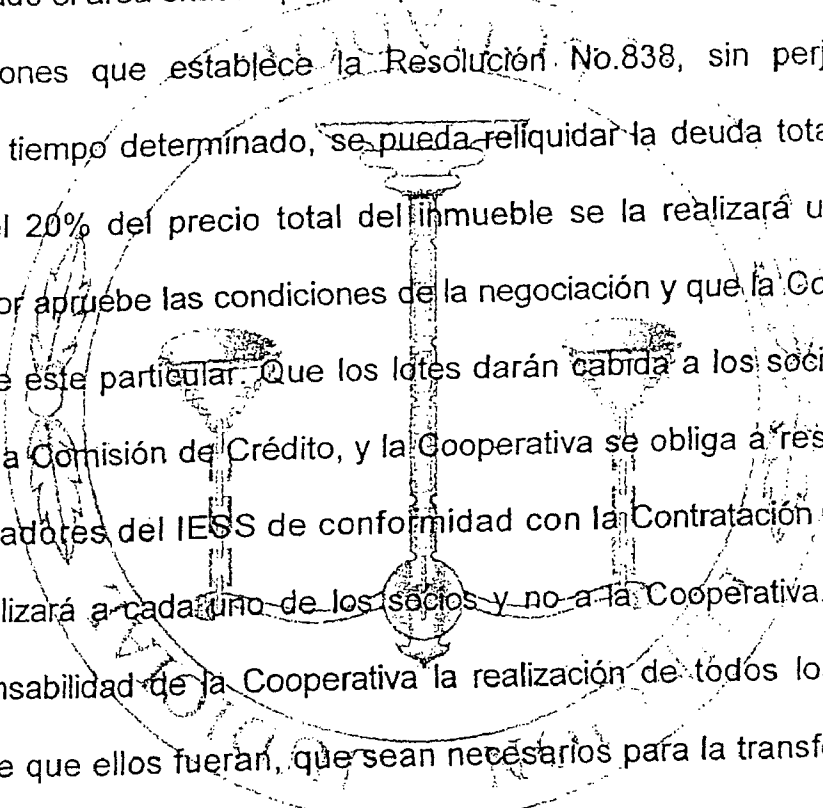 ones que establece la Resolución No.838, sin perj
tiempo determinado, se pueda reliquidar la deuda tota
l 20% del precio total del inmueble se la realizará u
or apruebe las condiciones de la negociación y que la Co
e este particular. Que los lotes darán cabida a los soci
a Comisión de Crédito, y la Cooperativa se obliga a res
adores del IESS de conformidad con la Contratación
lizará a cada uno de los socios y no a la Cooperativa.
nsabilidad de la Cooperativa la realización de todos lo
e que ellos fueran, que sean necesarios para la transfe